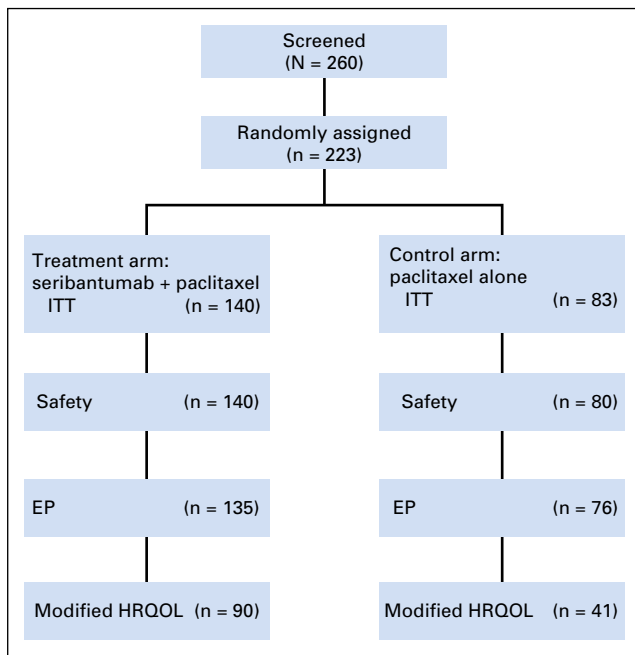 Screened
(N = 260)
Randomly assigned
(n = 223)
Treatment arm:
seribantumab + paclitaxel
ITT (n = 140)
Safety (n = 140)
EP (n = 135)
Modified HRQOL (n = 90)
Control arm:
paclitaxel alone
ITT (n = 83)
Safety (n = 80)
EP (n = 76)
Modified HRQOL (n = 41)